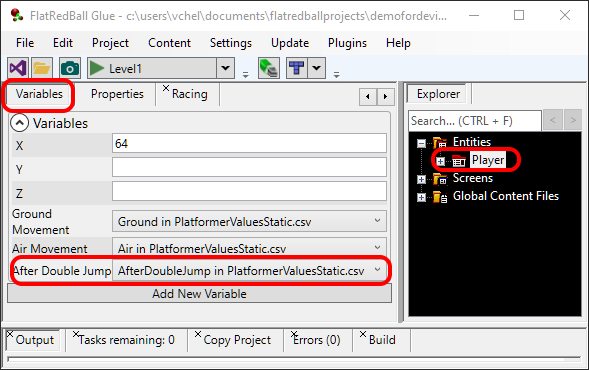 FlatRedBall Glue - c:\users\vchel\documents\flatredballprojects\demofordevi...
FlatRedBall Project Content Settings Update Plugins Help
Level1
Variables Properties Racing
Explorer
Search... (CTRL + F) < >
Variables
X 64
Y
Z
Ground Movement Ground in PlatformerValuesStatic.csv
Air Movement Air in PlatformerValuesStatic.csv
After Double Jump AfterDoubleJump in PlatformerValuesStatic.csv
Add New Variable
Entities
Player
Screens
Global Content Files
Output Tasks remaining: 0 Copy Project Errors (0) Build